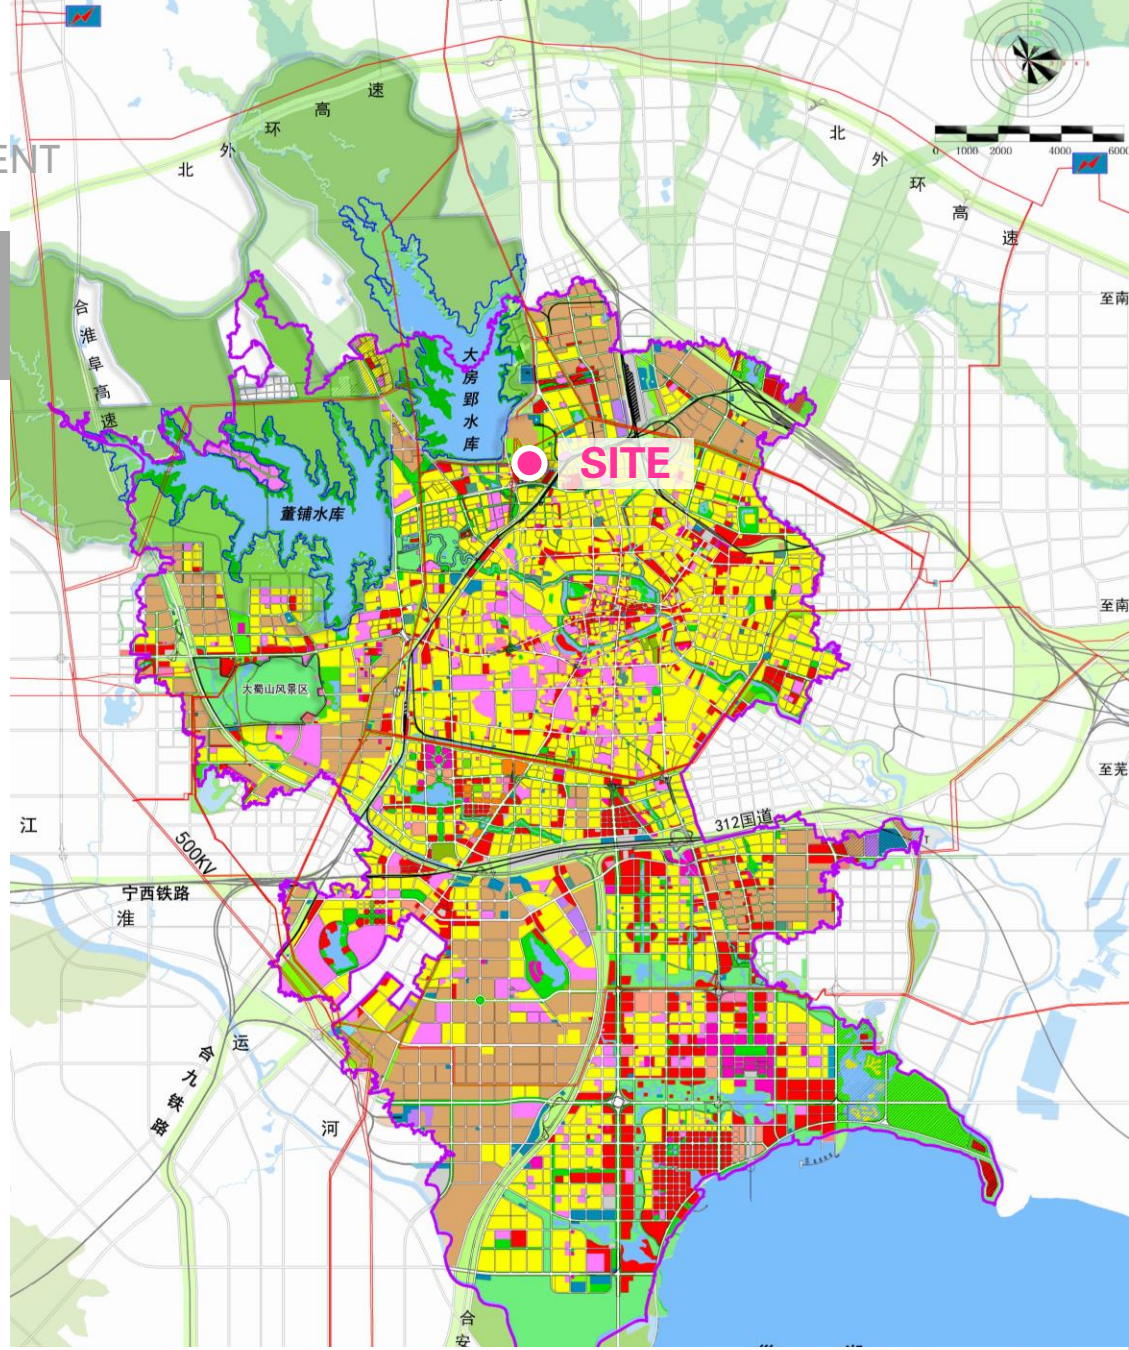 ENT
北外环高速
北外环高速
0 1000 2000 4000 6000
至南
合淮阜高速
大房郢水库
SITE
董铺水库
至南
大蜀山风景区
至芜
江
312国道
500KV
宁西铁路
淮
运
合九铁路
河
合安